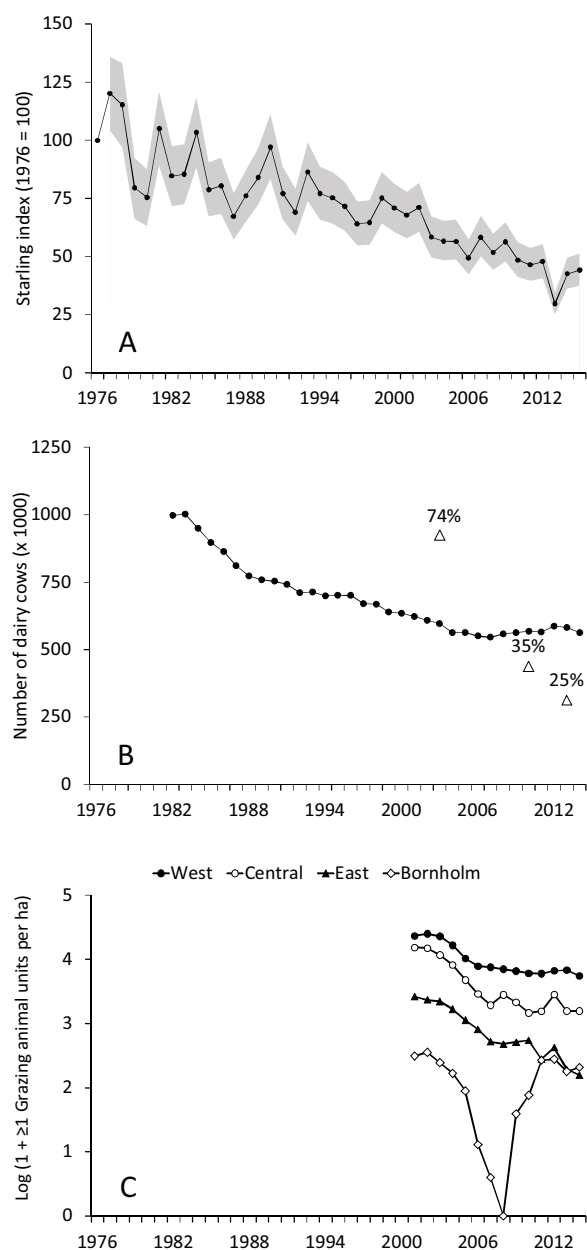 150
125
100
75
50
25
0
Starling index (1976 = 100)
A
1976 1982 1988 1994 2000 2006 2012
1250
1000
750
500
250
0
Number of dairy cows (x 1000)
74%
35%
25%
B
1976 1982 1988 1994 2000 2006 2012
West Central East Bornholm
5
4
3
2
1
0
Log (1 + ≥1 Grazing animal units per ha)
C
1976 1982 1988 1994 2000 2006 2012